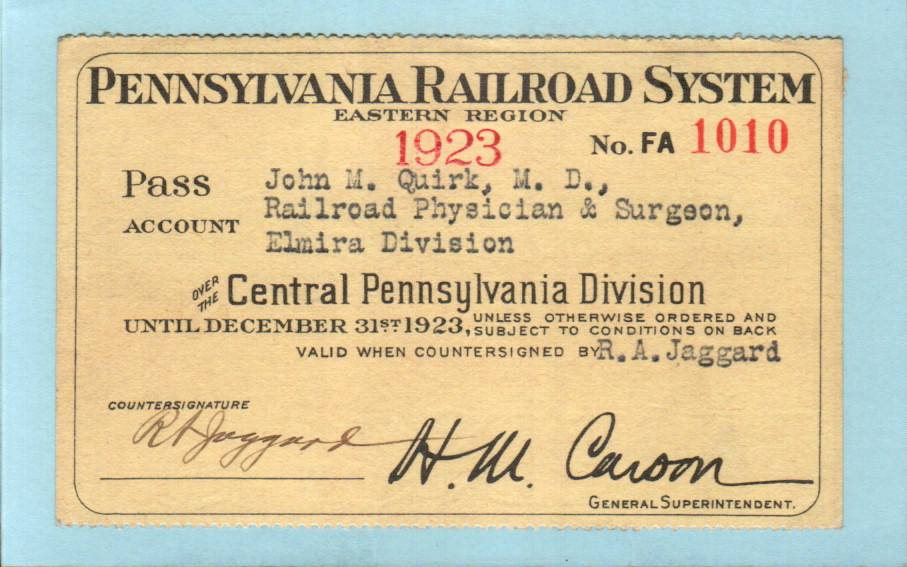 PENNSYLVANIA RAILROAD SYSTEM
EASTERN REGION
1923
No. FA 1010
Pass John M. Quirk, M. D.,
ACCOUNT Railroad Physician & Surgeon,
Elmira Division
OVER THE Central Pennsylvania Division
UNTIL DECEMBER 31ST 1923, UNLESS OTHERWISE ORDERED AND
SUBJECT TO CONDITIONS ON BACK
VALID WHEN COUNTERSIGNED BY R.A.Jaggard
COUNTERSIGNATURE
RAJaggard
H. M. Carson
GENERAL SUPERINTENDENT.